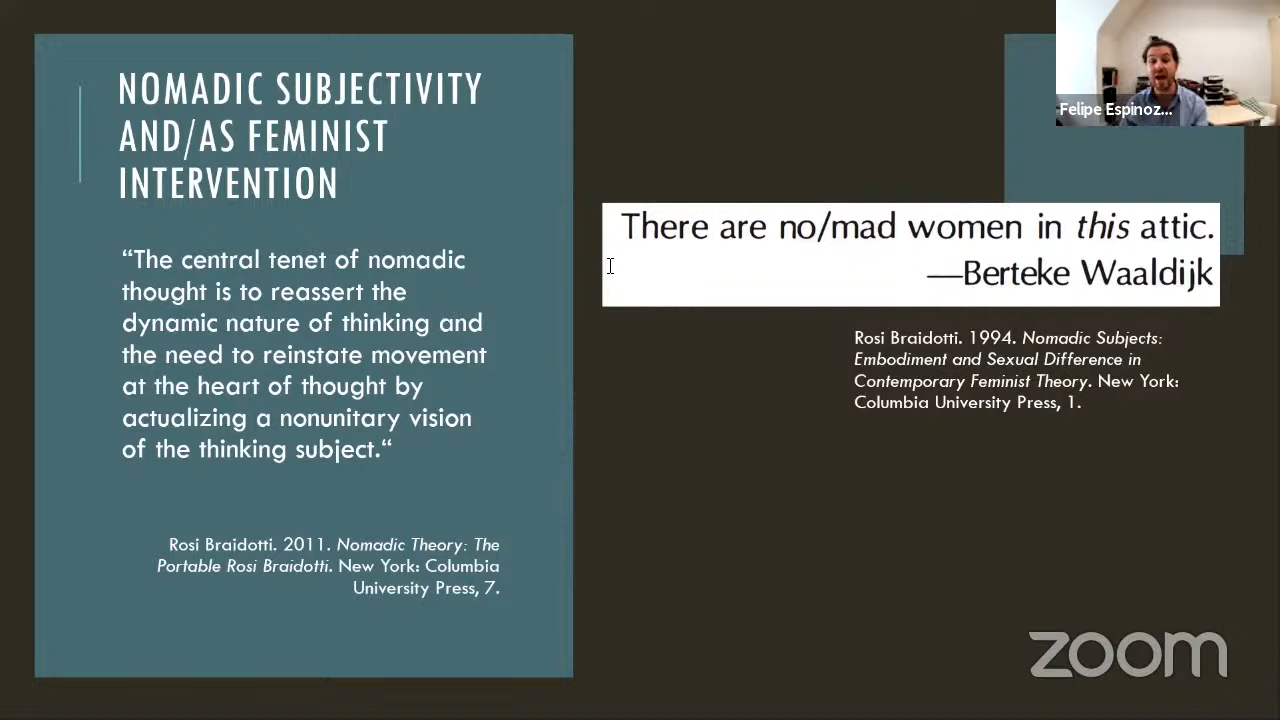 NOMADIC SUBJECTIVITY
AND/AS FEMINIST
INTERVENTION
“The central tenet of nomadic
thought is to reassert the
dynamic nature of thinking and
the need to reinstate movement
at the heart of thought by
actualizing a nonunitary vision
of the thinking subject.“
Rosi Braidotti. 2011. Nomadic Theory: The
Portable Rosi Braidotti. New York: Columbia
University Press, 7.
Felipe Espinoz...
There are no/mad women in this attic.
—Berteke Waaldijk
Rosi Braidotti. 1994. Nomadic Subjects:
Embodiment and Sexual Difference in
Contemporary Feminist Theory. New York:
Columbia University Press, 1.
zoom